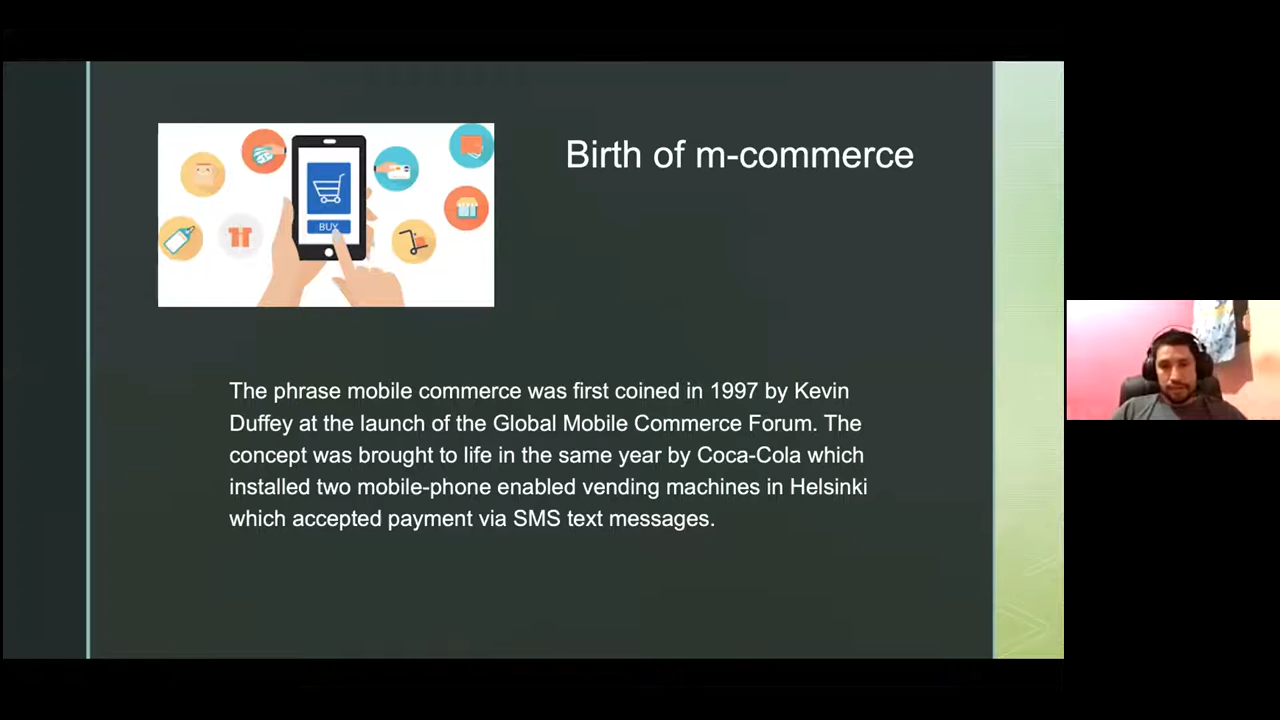 Birth of m-commerce
BUY
The phrase mobile commerce was first coined in 1997 by Kevin
Duffey at the launch of the Global Mobile Commerce Forum. The
concept was brought to life in the same year by Coca-Cola which
installed two mobile-phone enabled vending machines in Helsinki
which accepted payment via SMS text messages.